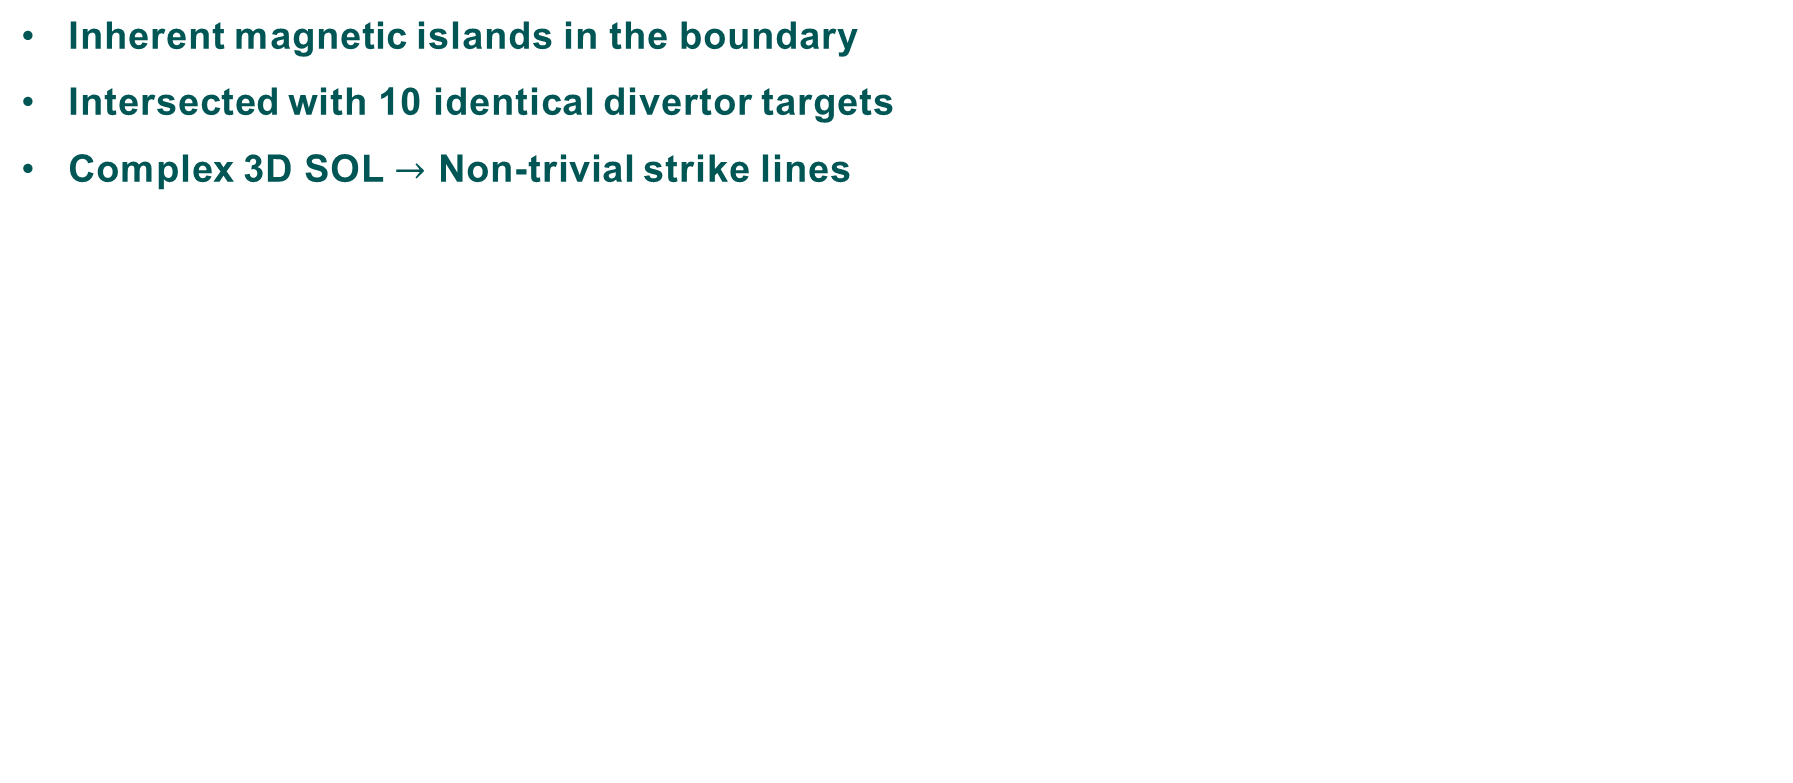 • Inherent magnetic islands in the boundary
• Intersected with 10 identical divertor targets
• Complex 3D SOL → Non-trivial strike lines